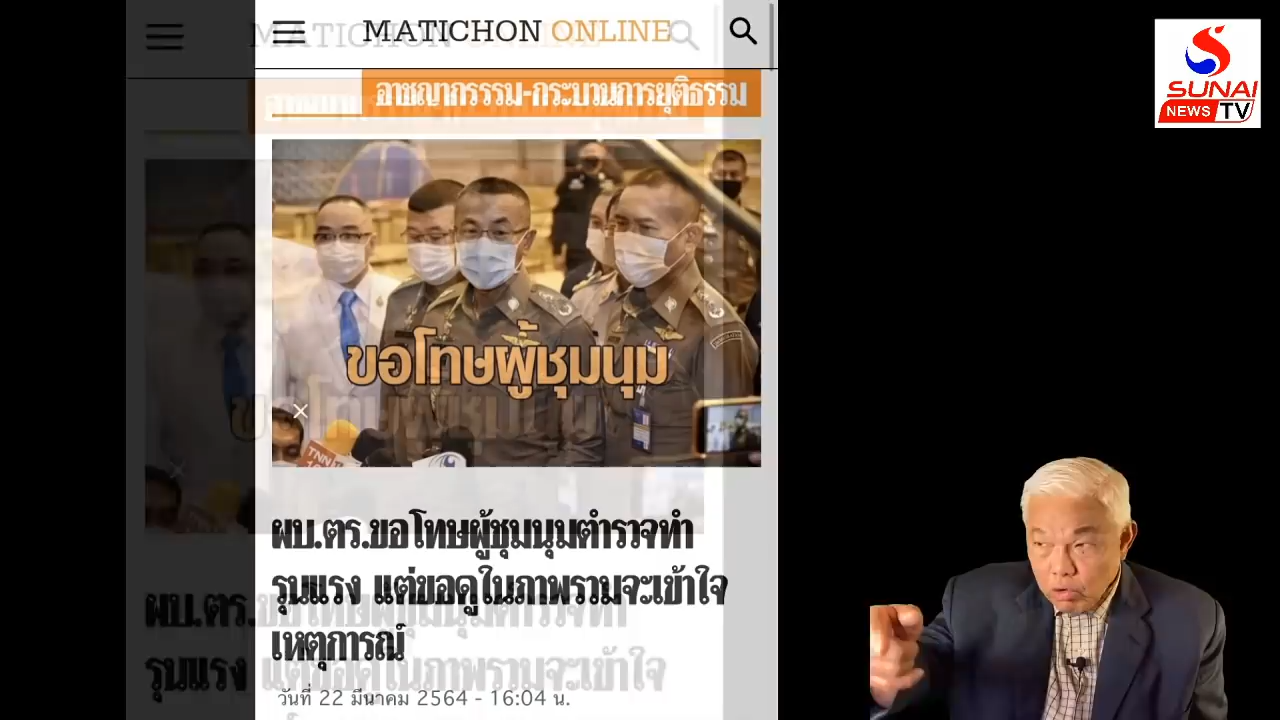 MATICHON ONLINE
อาชญากรรรม-กระบวนการยุติธรรม
ขอโทษผู้ชุมนุม
TNN
16
ผบ.ตร.ขอโทษผู้ชุมนุมตำรวจทำ
รุนแรง แต่ขอดูในภาพรวมจะเข้าใจ
เหตุการณ์
วันที่ 22 มีนาคม 2564 - 16:04 น.
SUNAI
NEWS TV